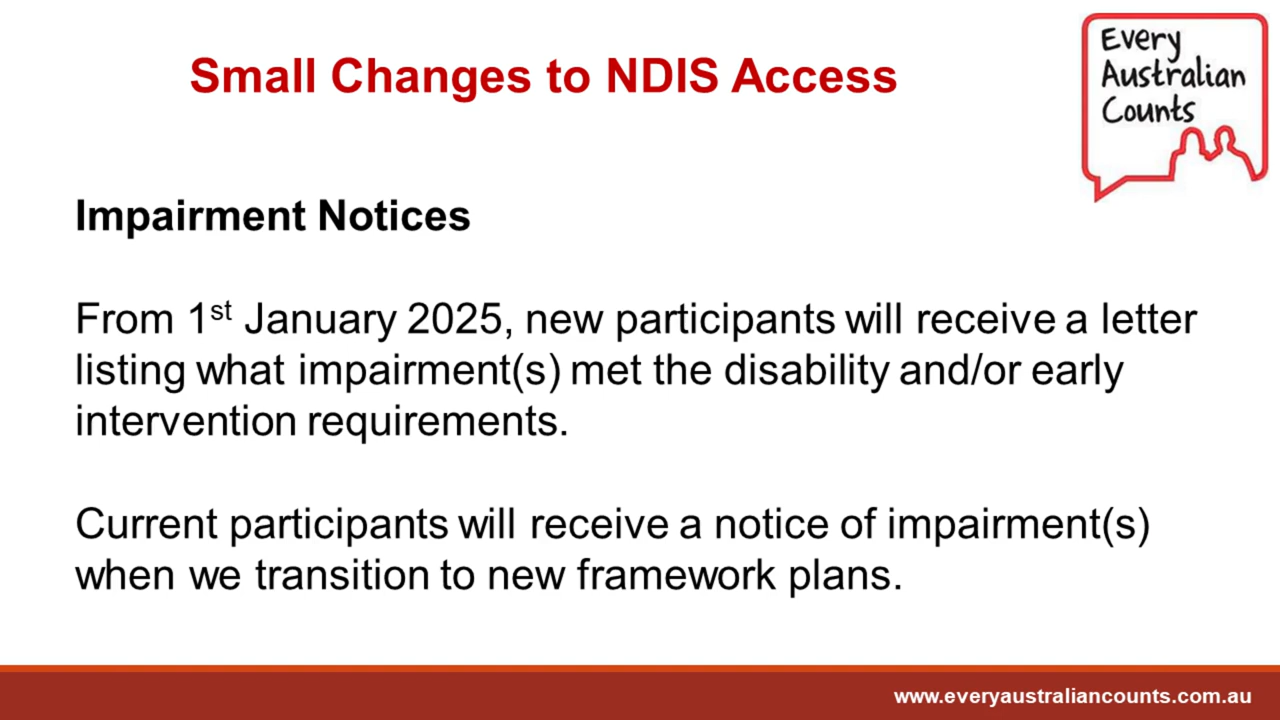 Small Changes to NDIS Access
Every
Australian
Counts
Impairment Notices
From 1st January 2025, new participants will receive a letter
listing what impairment(s) met the disability and/or early
intervention requirements.
Current participants will receive a notice of impairment(s)
when we transition to new framework plans.
www.everyaustraliancounts.com.au